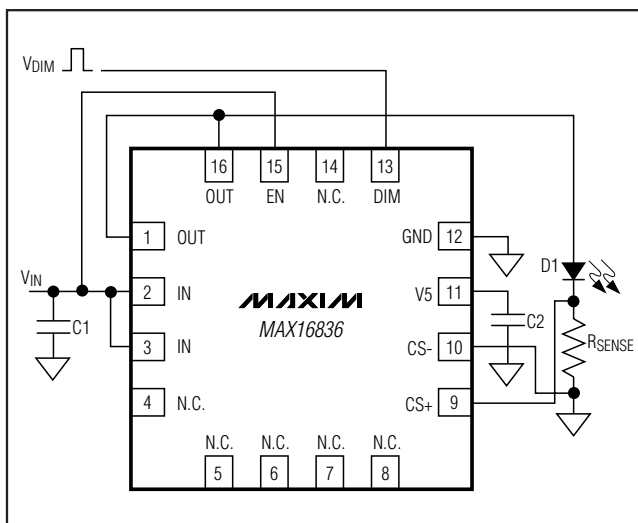 VDIM
16 15 14 13
OUT EN N.C. DIM
1 OUT
GND 12
D1
VIN
2 IN
V5 11
C1
MAXIM
MAX16836
C2
RSENSE
3 IN
CS- 10
4 N.C.
CS+ 9
N.C. N.C. N.C. N.C.
5 6 7 8